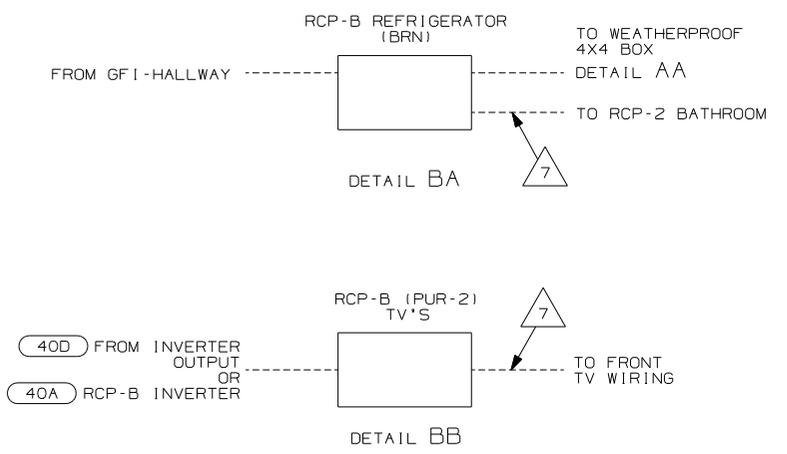 RCP-B REFRIGERATOR
(BRN)
FROM GFI-HALLWAY
TO WEATHERPROOF
4X4 BOX
DETAIL AA
TO RCP-2 BATHROOM
7
DETAIL BA
RCP-B (PUR-2)
TV'S
7
40D FROM INVERTER
OUTPUT
OR
40A RCP-B INVERTER
TO FRONT
TV WIRING
DETAIL BB